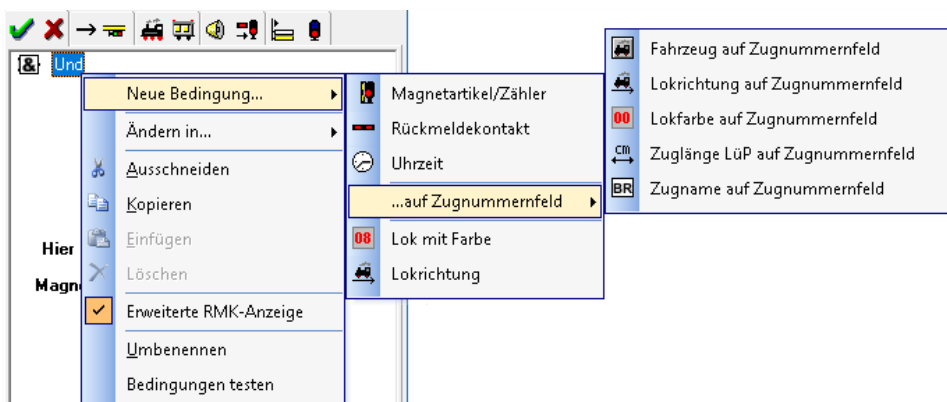 & Und
Neue Bedingung...
Ändern in...
Ausschneiden
Kopieren
Einfügen
Löschen
Erweiterte RMK-Anzeige
Umbenennen
Bedingungen testen
Hier
Magn
Magnetartikel/Zähler
Rückmeldekontakt
Uhrzeit
...auf Zugnummernfeld
08 Lok mit Farbe
Lokrichtung
Fahrzeug auf Zugnummernfeld
Lokrichtung auf Zugnummernfeld
00 Lokfarbe auf Zugnummernfeld
cm Zuglänge LüP auf Zugnummernfeld
BR Zugname auf Zugnummernfeld